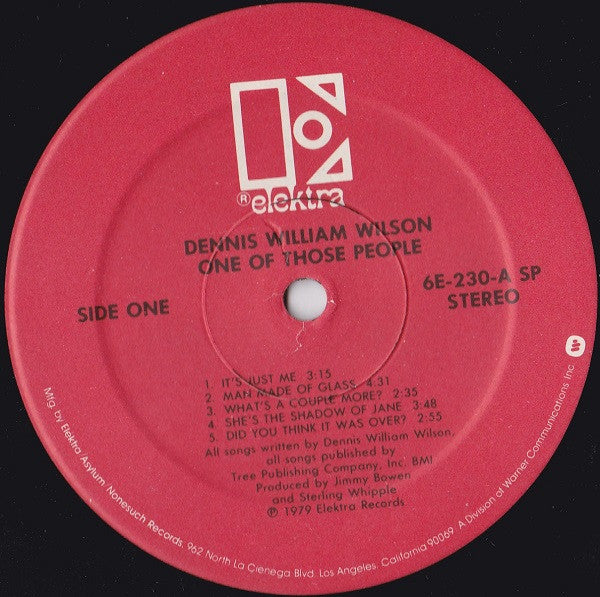 ® elektra
DENNIS WILLIAM WILSON
ONE OF THOSE PEOPLE
SIDE ONE
6E-230-A SP
STEREO
1. IT'S JUST ME 3:15
2. MAN MADE OF GLASS 4:31
3. WHAT'S A COUPLE MORE? 2:35
4. SHE'S THE SHADOW OF JANE 3:48
5. DID YOU THINK IT WAS OVER? 2:55
All songs written by Dennis William Wilson,
all songs published by
Tree Publishing Company, Inc. BMI
Produced by Jimmy Bowen
and Sterling Whipple
℗ 1979 Elektra Records
Mfg. by Elektra Asylum Nonesuch Records, 962 North La Cienega Blvd. Los Angeles, California 90069. A Division of Warner Communications Inc.